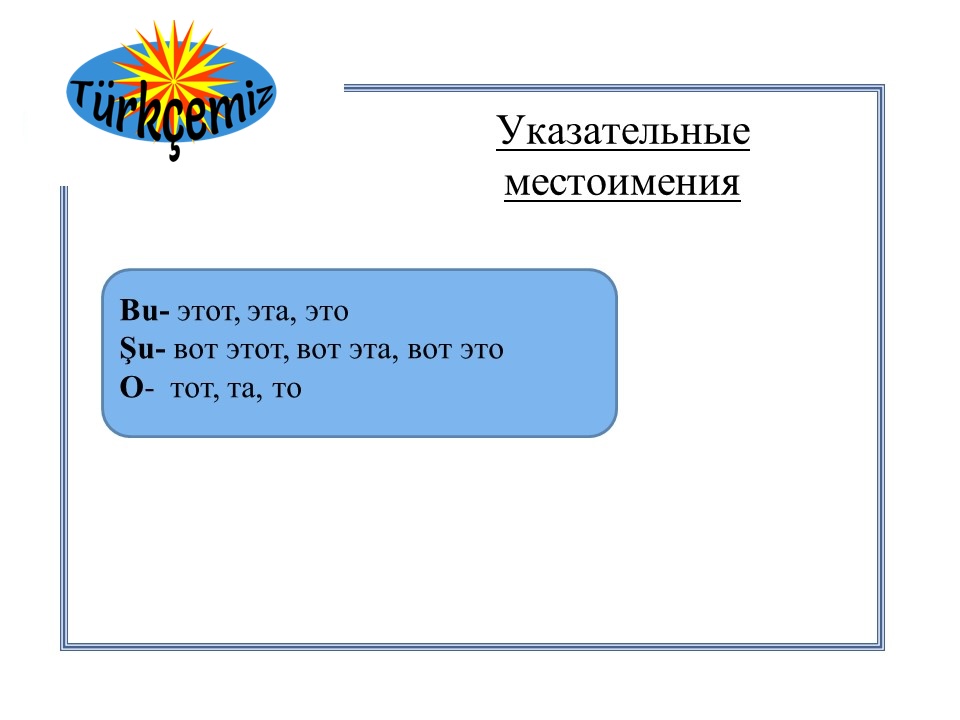 Türkçemiz
Указательные
местоимения
Bu- этот, эта, это
Şu- вот этот, вот эта, вот это
O-  тот, та, то